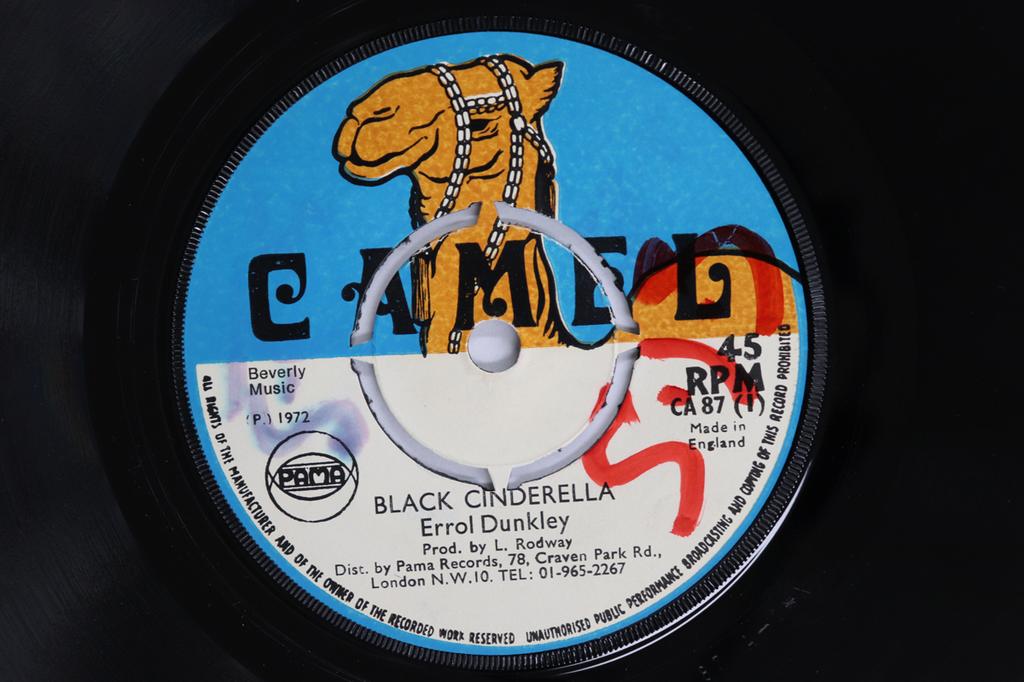 CAMEL
45
RPM
CA 87 (1)
Made in
England
Beverly
Music
(P.) 1972
PAMA
BLACK CINDERELLA
Errol Dunkley
Prod. by L. Rodway
Dist. by Pama Records, 78, Craven Park Rd.,
London N.W.10. TEL: 01-965-2267
ALL RIGHTS OF THE MANUFACTURER AND OF THE OWNER OF THE RECORDED WORK RESERVED UNAUTHORISED PUBLIC PERFORMANCE BROADCASTING AND COPYING OF THIS RECORD PROHIBITED